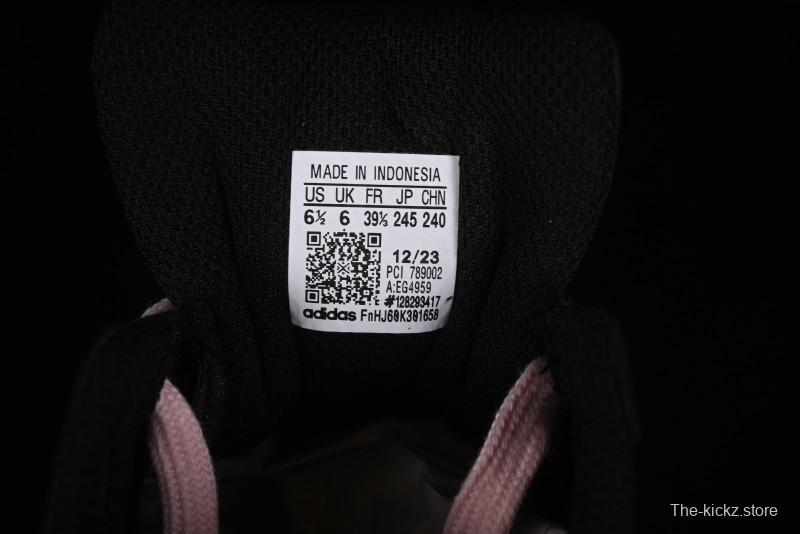 MADE IN INDONESIA
US UK FR JP CHN
6½ 6 39⅓ 245 240
12/23
PCI 789002
A:EG4959
#128293417
adidas FnHJ60K301658
The-kickz.store